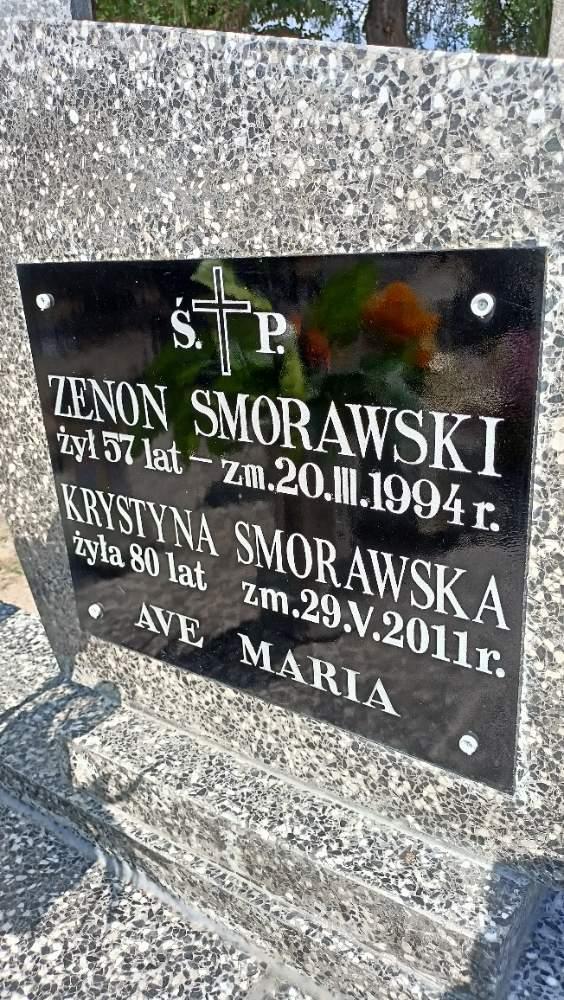 Ś. P.
ZENON SMORAWSKI
żył 57 lat – zm. 20.III.1994 r.
KRYSTYNA SMORAWSKA
żyła 80 lat zm. 29.V.2011 r.
AVE MARIA